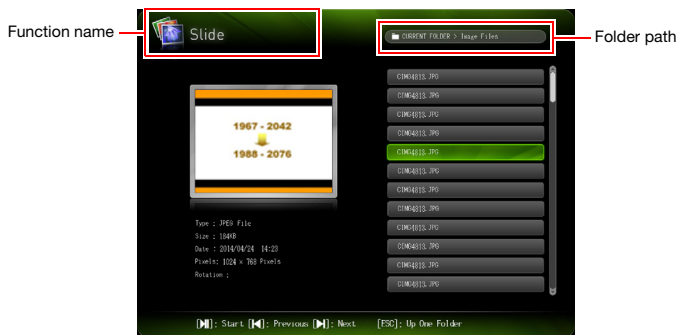 Function name
Slide
CURRENT FOLDER > Image Files
Folder path
1967 - 2042
1988 - 2076
Type : JPEG File
Size : 184KB
Date : 2014/04/24 14:23
Pixels: 1024 × 768 Pixels
Rotation :
CIMG4813.JPG
CIMG4813.JPG
CIMG4813.JPG
CIMG4813.JPG
CIMG4813.JPG
CIMG4813.JPG
CIMG4813.JPG
CIMG4813.JPG
CIMG4813.JPG
CIMG4813.JPG
CIMG4813.JPG
CIMG4813.JPG
[⏯]: Start [⏮]: Previous [⏭]: Next [ESC]: Up One Folder